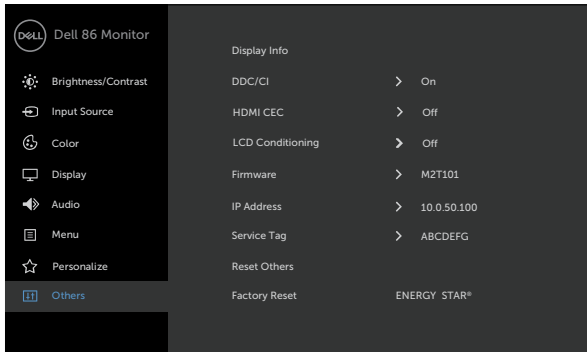 DELL Dell 86 Monitor
Brightness/Contrast
Input Source
Color
Display
Audio
Menu
Personalize
Others
Display Info
DDC/CI > On
HDMI CEC > Off
LCD Conditioning > Off
Firmware > M2T101
IP Address > 10.0.50.100
Service Tag > ABCDEFG
Reset Others
Factory Reset ENERGY STAR®